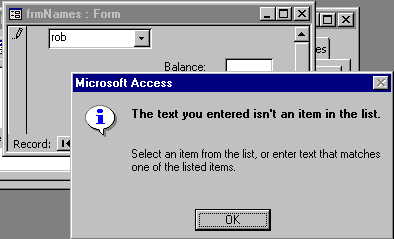 frmNames : Form
rob
Balance:
es
Microsoft Access
The text you entered isn't an item in the list.
Select an item from the list, or enter text that matches
one of the listed items.
Record:
OK